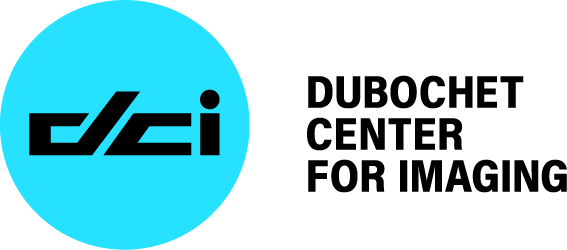 dci
DUBOCHET
CENTER
FOR IMAGING